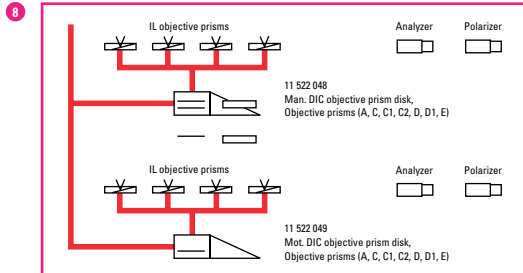 8
IL objective prisms
Analyzer
Polarizer
11 522 048
Man. DIC objective prism disk,
Objective prisms (A, C, C1, C2, D, D1, E)
IL objective prisms
Analyzer
Polarizer
11 522 049
Mot. DIC objective prism disk,
Objective prisms (A, C, C1, C2, D, D1, E)